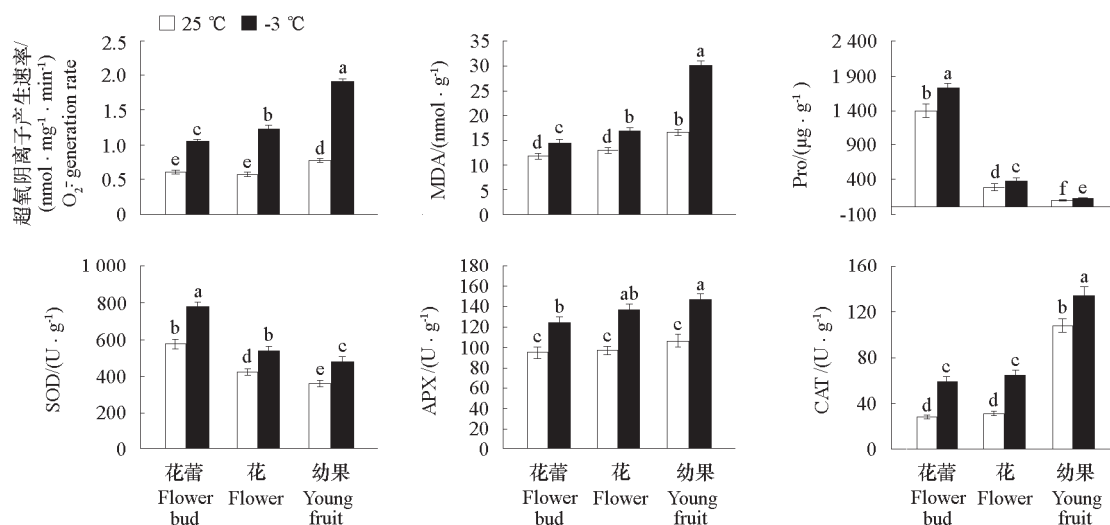 25 ℃
-3 ℃
超氧阴离子产生速率/
(nmol · mg⁻¹ · min⁻¹)
O₂⁻ generation rate
2.5
2.0
1.5
1.0
0.5
0
e
c
e
b
d
a
MDA/(nmol · g⁻¹)
35
30
25
20
15
10
5
0
d
c
d
b
b
a
Pro/(μg · g⁻¹)
2 400
1 900
1400
900
400
-100
b
a
d
c
f
e
SOD/(U · g⁻¹)
1 000
800
600
400
200
0
b
a
d
b
e
c
花蕾
Flower
bud
花
Flower
幼果
Young
fruit
APX/(U · g⁻¹)
180
160
140
120
100
80
60
40
20
0
c
b
c
ab
c
a
花蕾
Flower
bud
花
Flower
幼果
Young
fruit
CAT /(U · g⁻¹)
160
120
80
40
0
d
c
d
c
b
a
花蕾
Flower
bud
花
Flower
幼果
Young
fruit